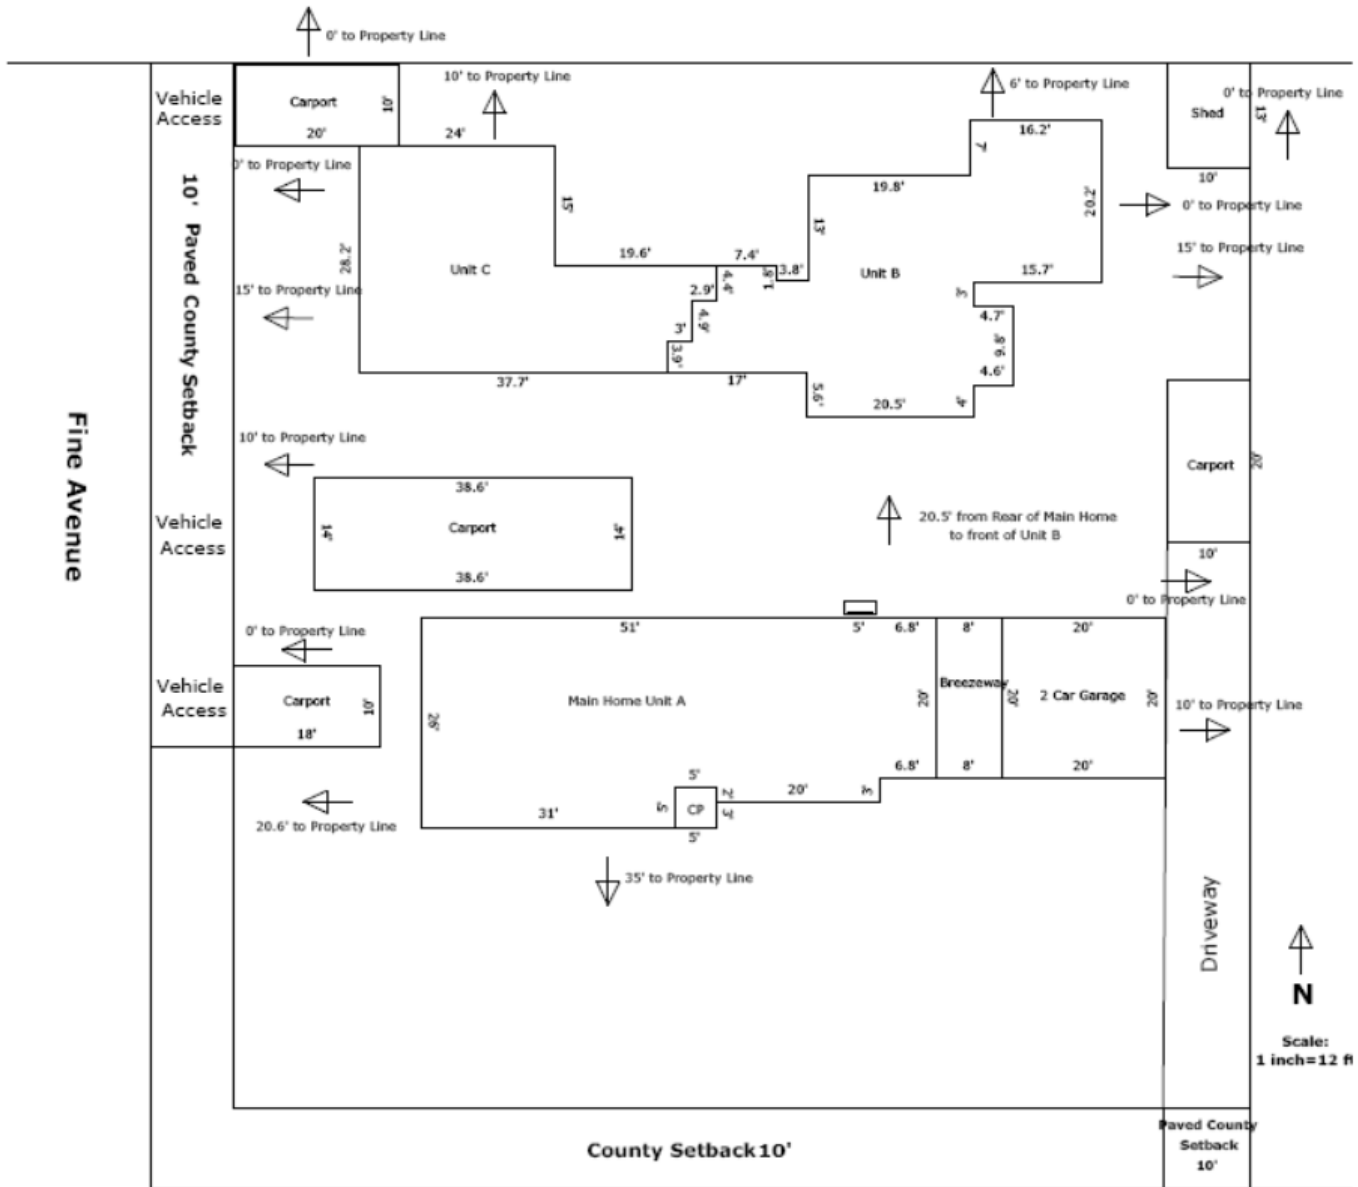 0' to Property Line
10' to Property Line
6' to Property Line
0' to Property Line
Vehicle
Access
Carport
10'
20'
24'
Shed
13'
10'
16.2'
7'
0' to Property Line
19.8'
20.2'
0' to Property Line
15' to Property Line
10' Paved County Setback
28.2'
Unit C
15'
19.6'
7.4'
1.8'
3.8'
13'
Unit B
15.7'
3'
4.7'
9.8'
4.6'
4'
15' to Property Line
2.9'
4.4'
3'
4.9'
3.9'
37.7'
17'
5.6'
20.5'
Fine Avenue
10' to Property Line
38.6'
Carport
14'
14'
38.6'
Carport
20'
10'
20.5' from Rear of Main Home
to front of Unit B
Vehicle
Access
0' to Property Line
0' to Property Line
51'
5'
6.8'
8'
20'
Vehicle
Access
Carport
10'
18'
Main Home Unit A
26'
20'
Breezeway
20'
2 Car Garage
20'
10' to Property Line
6.8'
8'
20'
5'
5'
CP
2'
3'
5'
20'
3'
31'
20.6' to Property Line
35' to Property Line
Driveway
N
Scale:
1 inch=12 ft
County Setback10'
Paved County
Setback
10'